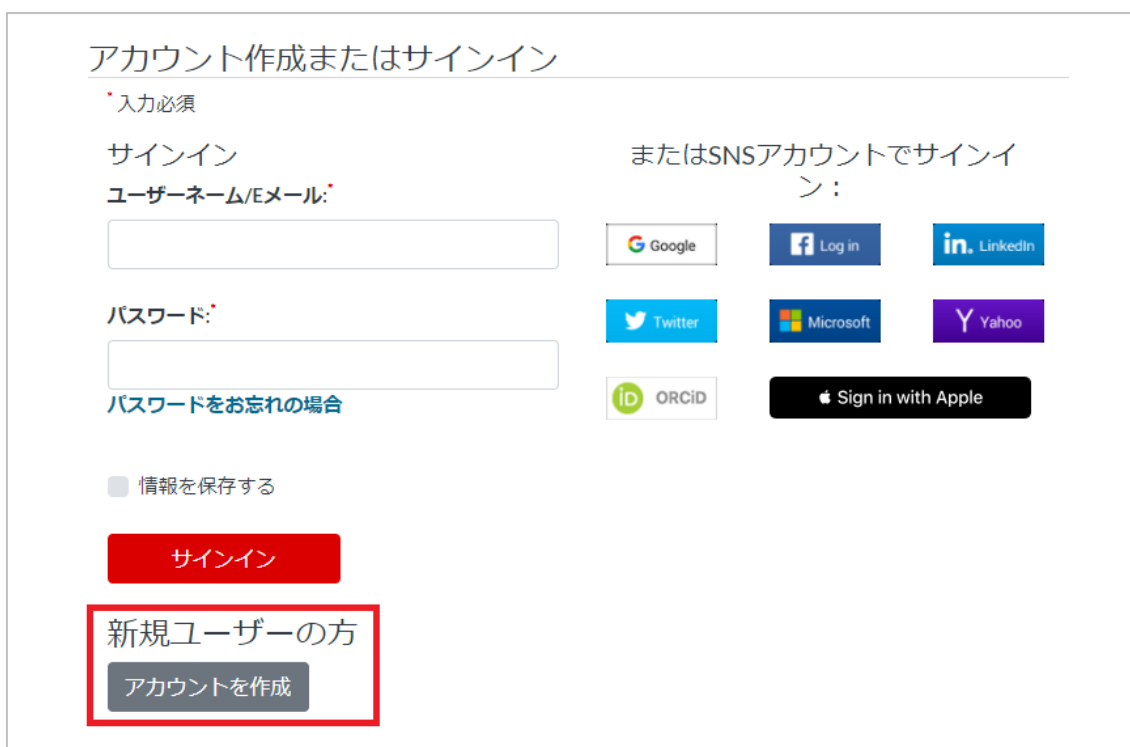 アカウント作成またはサインイン
*入力必須
サインイン
ユーザーネーム/Eメール:*
パスワード:*
パスワードをお忘れの場合
情報を保存する
サインイン
新規ユーザーの方
アカウントを作成
またはSNSアカウントでサインイ
ン：
G Google
f Log in
in. LinkedIn
Twitter
Microsoft
Y Yahoo
iD ORCiD
Sign in with Apple